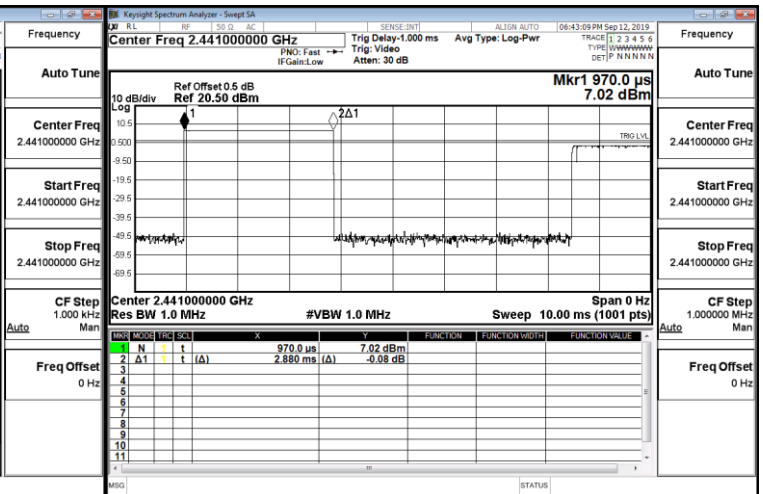 Keysight Spectrum Analyzer - Swept SA
RL RF 50 Ω AC SENSE:INT ALIGN AUTO 06:43:09 PM Sep 12, 2019
Center Freq 2.441000000 GHz
PNO: Fast
IFGain:Low
Trig Delay-1.000 ms
Trig: Video
Atten: 30 dB
Avg Type: Log-Pwr
TRACE 1 2 3 4 5 6
TYPE WWWWWW
DET P N N N N N
Ref Offset 0.5 dB
10 dB/div Ref 20.50 dBm
Log
Mkr1 970.0 µs
7.02 dBm
1
2Δ1
TRIG LVL
10.5
0.500
-9.50
-19.5
-29.5
-39.5
-49.5
-59.5
-69.5
Center 2.441000000 GHz Span 0 Hz
Res BW 1.0 MHz #VBW 1.0 MHz Sweep 10.00 ms (1001 pts)
MKR MODE TRC SCL X Y FUNCTION FUNCTION WIDTH FUNCTION VALUE
1 N 1 t 970.0 µs 7.02 dBm
2 Δ1 1 t (Δ) 2.880 ms (Δ) -0.08 dB
3
4
5
6
7
8
9
10
11
MSG STATUS
Frequency
Auto Tune
Center Freq
2.441000000 GHz
Start Freq
2.441000000 GHz
Stop Freq
2.441000000 GHz
CF Step
1.000 kHz
Auto Man
Freq Offset
0 Hz
Frequency
Auto Tune
Center Freq
2.441000000 GHz
Start Freq
2.441000000 GHz
Stop Freq
2.441000000 GHz
CF Step
1.000000 MHz
Auto Man
Freq Offset
0 Hz